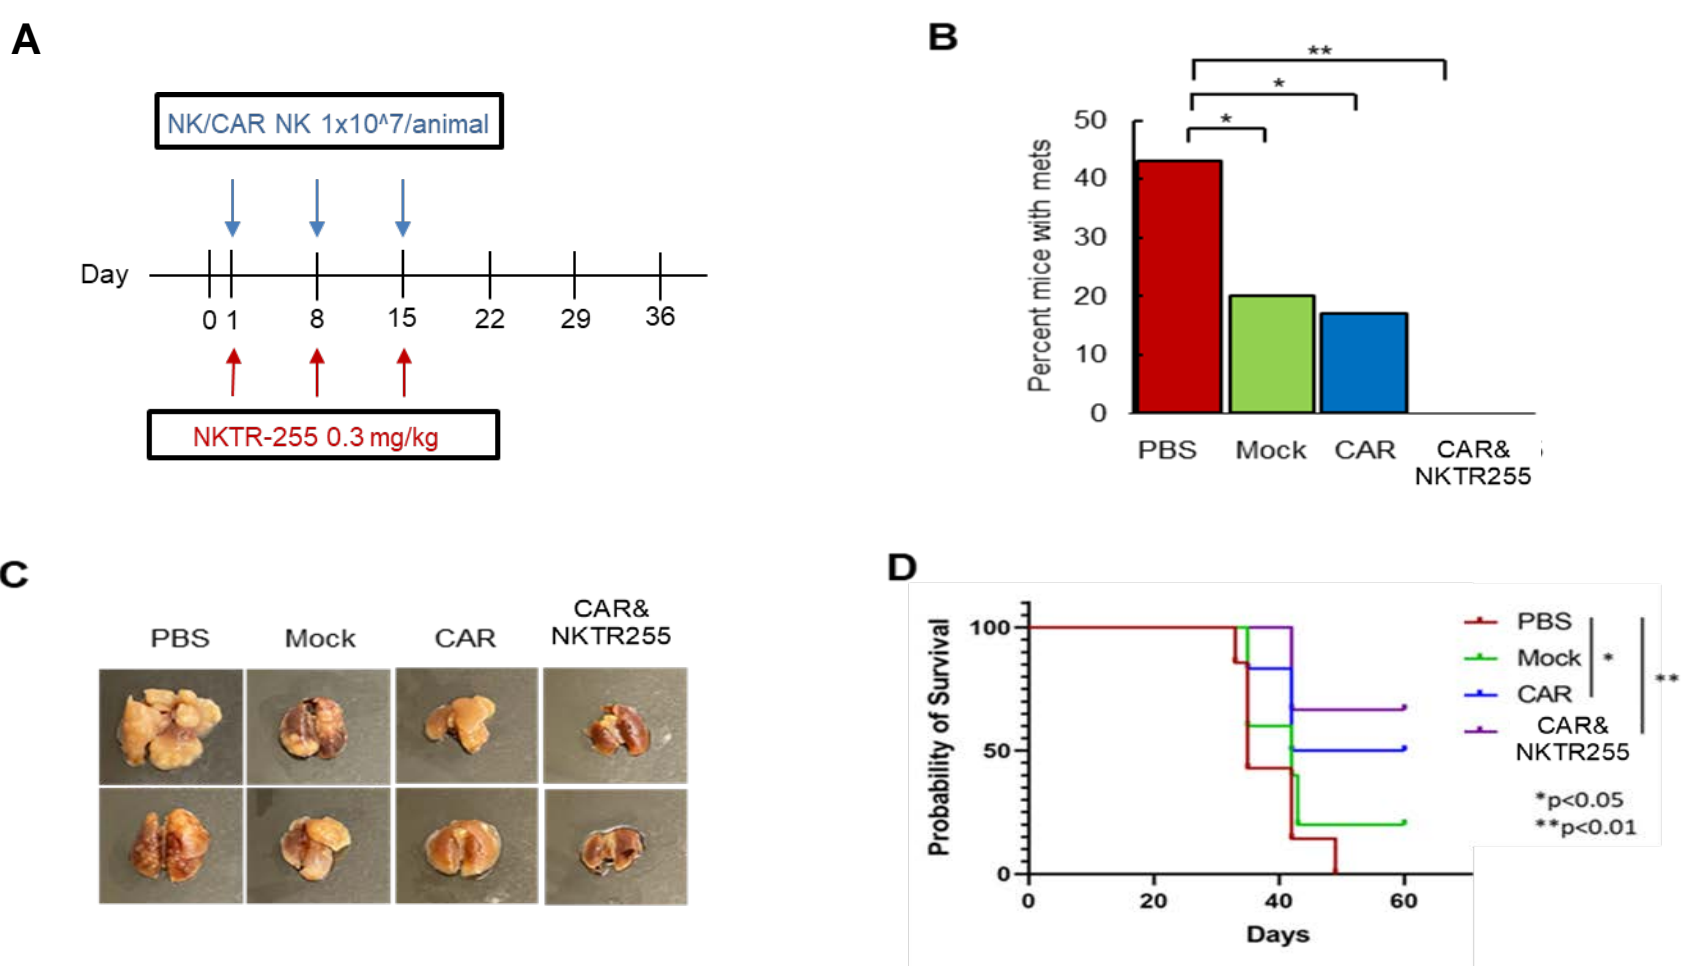 A
NK/CAR NK 1x10^7/animal
Day
0 1 8 15 22 29 36
NKTR-255 0.3 mg/kg
B
**
*
*
Percent mice with mets
50
40
30
20
10
0
PBS Mock CAR CAR&
NKTR255
C
PBS Mock CAR CAR&
NKTR255
D
Probability of Survival
100
50
0
0 20 40 60
Days
PBS
Mock
CAR
CAR&
NKTR255
*
**
*p<0.05
**p<0.01